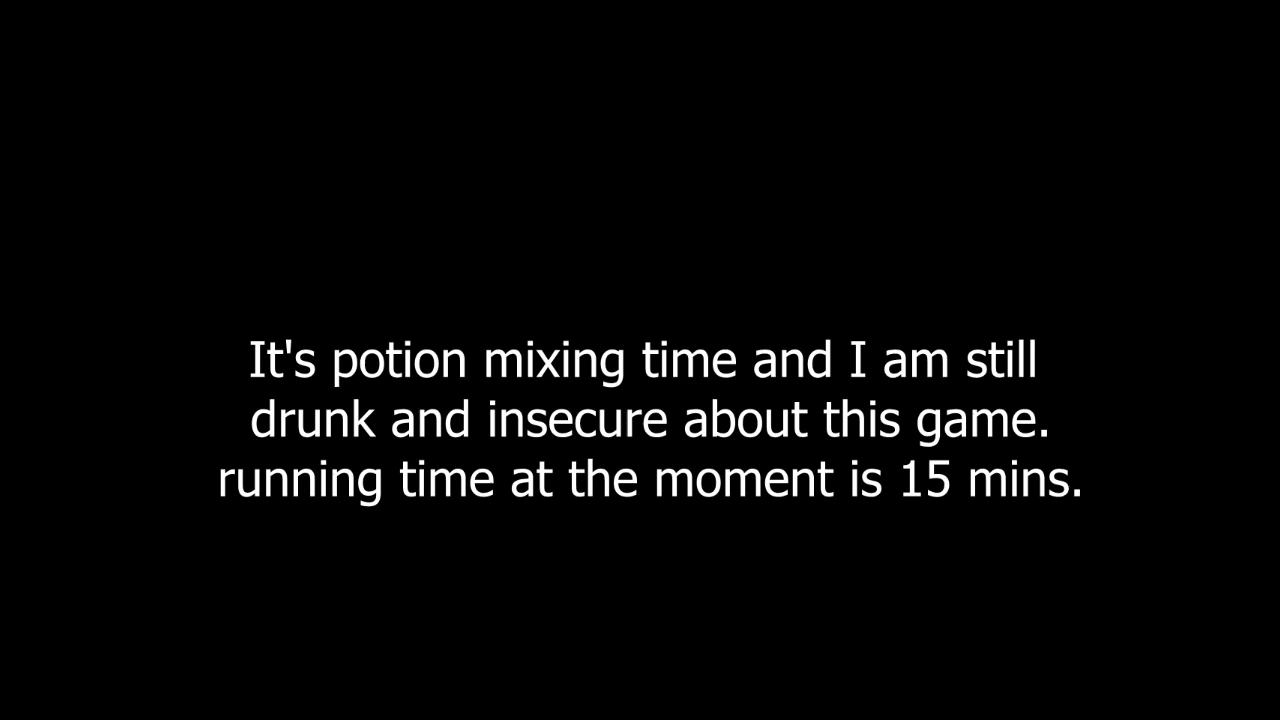 It's potion mixing time and I am still
drunk and insecure about this game.
running time at the moment is 15 mins.